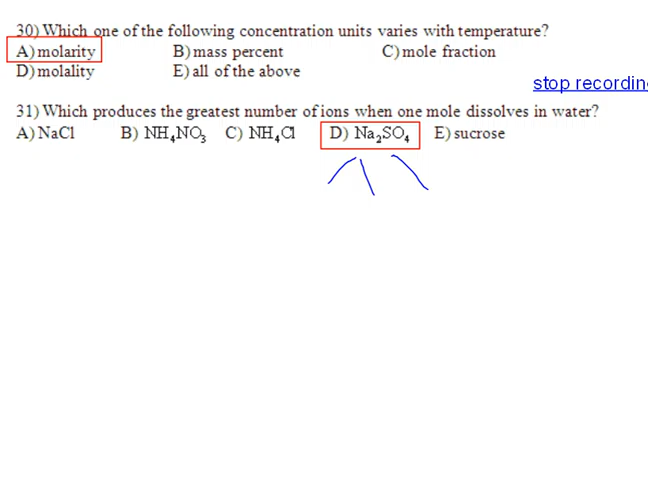 30) Which one of the following concentration units varies with temperature?
A) molarity B) mass percent C) mole fraction
D) molality E) all of the above
stop recording
31) Which produces the greatest number of ions when one mole dissolves in water?
A) NaCl B) NH₄NO₃ C) NH₄Cl D) Na₂SO₄ E) sucrose